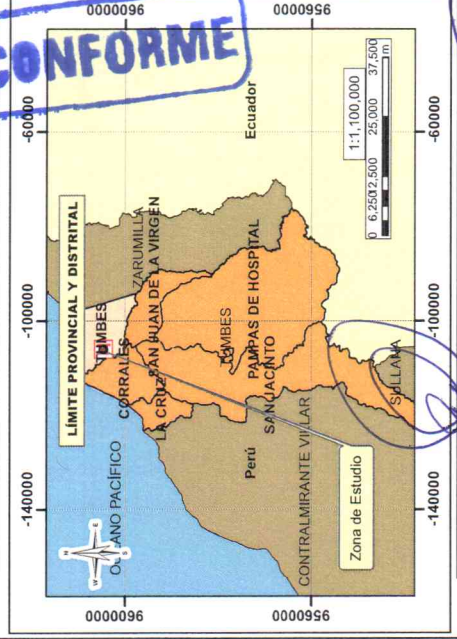 CONFORME
LÍMITE PROVINCIAL Y DISTRITAL
9600000
9560000
-140000
-100000
-60000
OCÉANO PACÍFICO
TUMBES
CORRALES
ZARUMILLA
LA CRUZ
SAN JUAN DE LA VIRGEN
TUMBES
PAMPAS DE HOSPITAL
SAN JACINTO
Perú
Ecuador
CONTRALMIRANTE VILLAR
SULLANA
Zona de Estudio
1:1,100,000
0 6,250 12,500 25,000 37,500
m
N
W
E
S
-140000
-100000
-60000
9600000
9560000